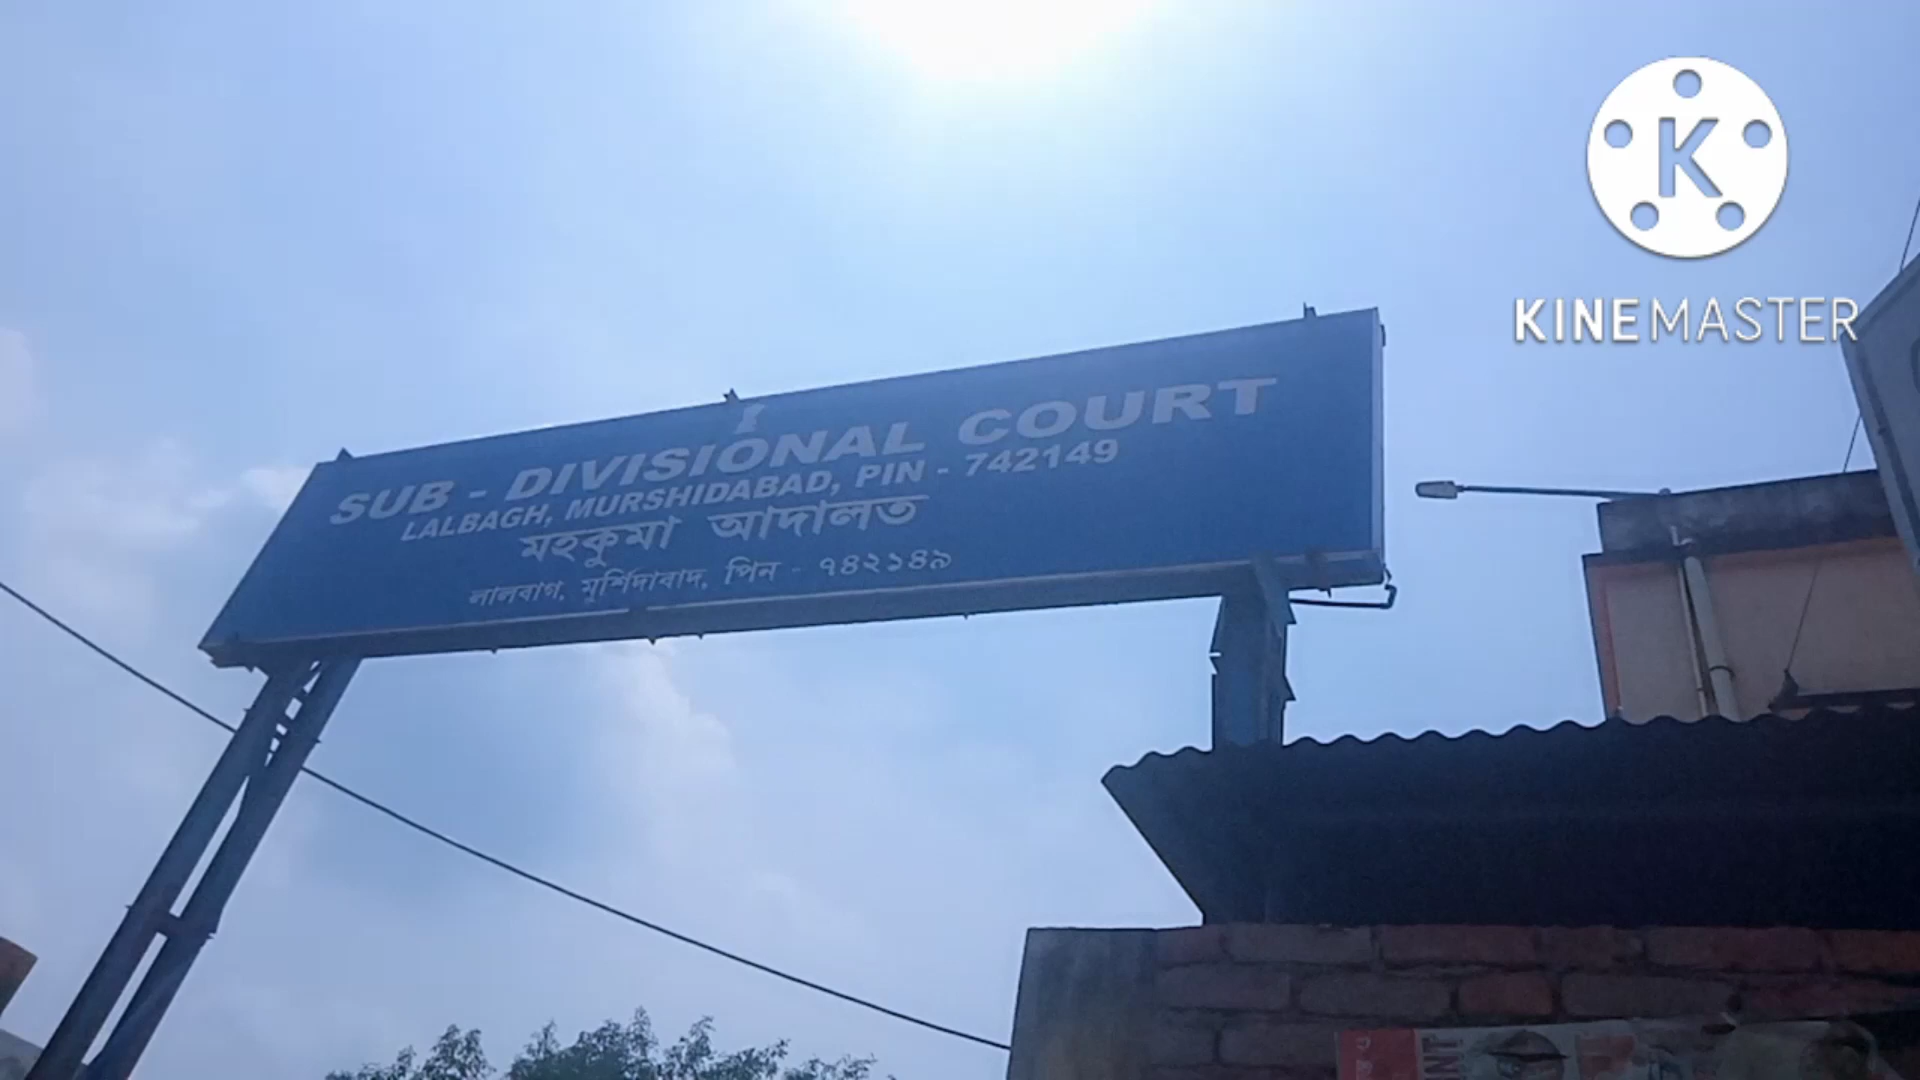 K
KINEMASTER
SUB - DIVISIONAL COURT
LALBAGH, MURSHIDABAD, PIN - 742149
মহকুমা আদালত
লালবাগ, মুর্শিদাবাদ, পিন - ৭৪২১৪৯